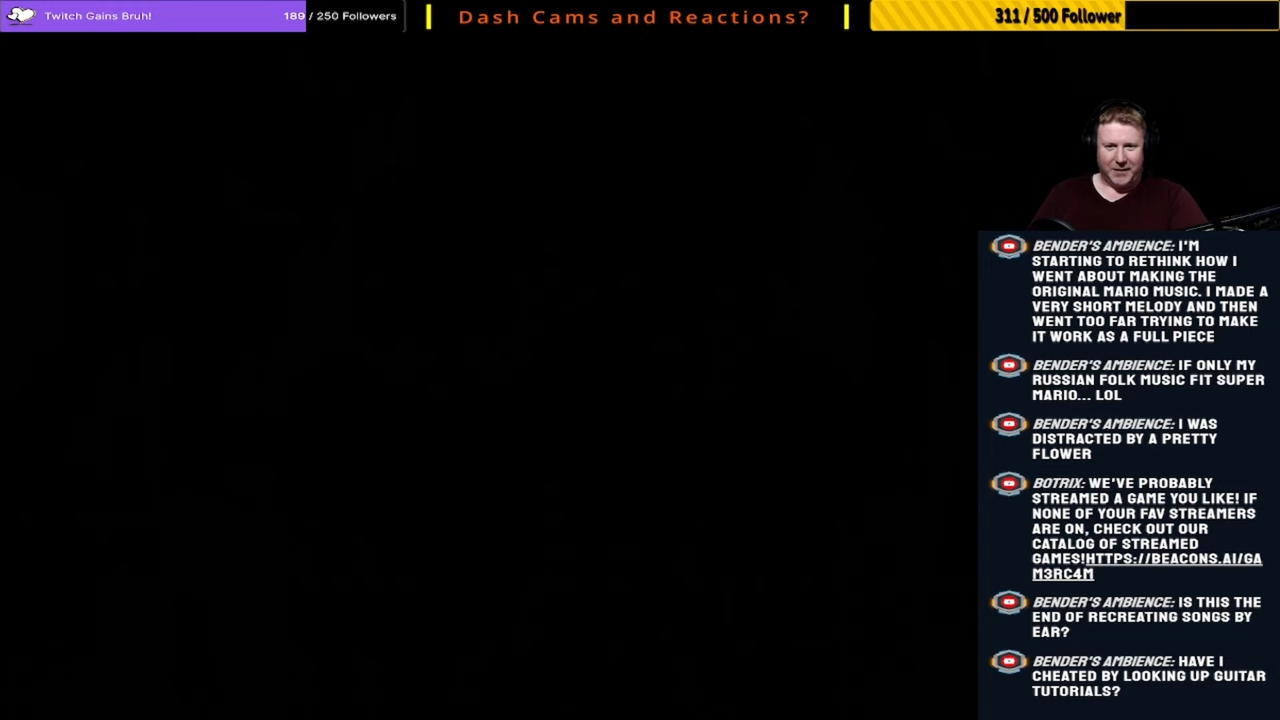 Twitch Gains Bruh!
189 / 250 Followers
Dash Cams and Reactions?
311 / 500 Follower
BENDER'S AMBIENCE: I'M
STARTING TO RETHINK HOW I
WENT ABOUT MAKING THE
ORIGINAL MARIO MUSIC. I MADE A
VERY SHORT MELODY AND THEN
WENT TOO FAR TRYING TO MAKE
IT WORK AS A FULL PIECE
BENDER'S AMBIENCE: IF ONLY MY
RUSSIAN FOLK MUSIC FIT SUPER
MARIO... LOL
BENDER'S AMBIENCE: I WAS
DISTRACTED BY A PRETTY
FLOWER
BOTRIX: WE'VE PROBABLY
STREAMED A GAME YOU LIKE! IF
NONE OF YOUR FAV STREAMERS
ARE ON, CHECK OUT OUR
CATALOG OF STREAMED
GAMES!HTTPS://BEACONS.AI/GA
M3RC4M
BENDER'S AMBIENCE: IS THIS THE
END OF RECREATING SONGS BY
EAR?
BENDER'S AMBIENCE: HAVE I
CHEATED BY LOOKING UP GUITAR
TUTORIALS?